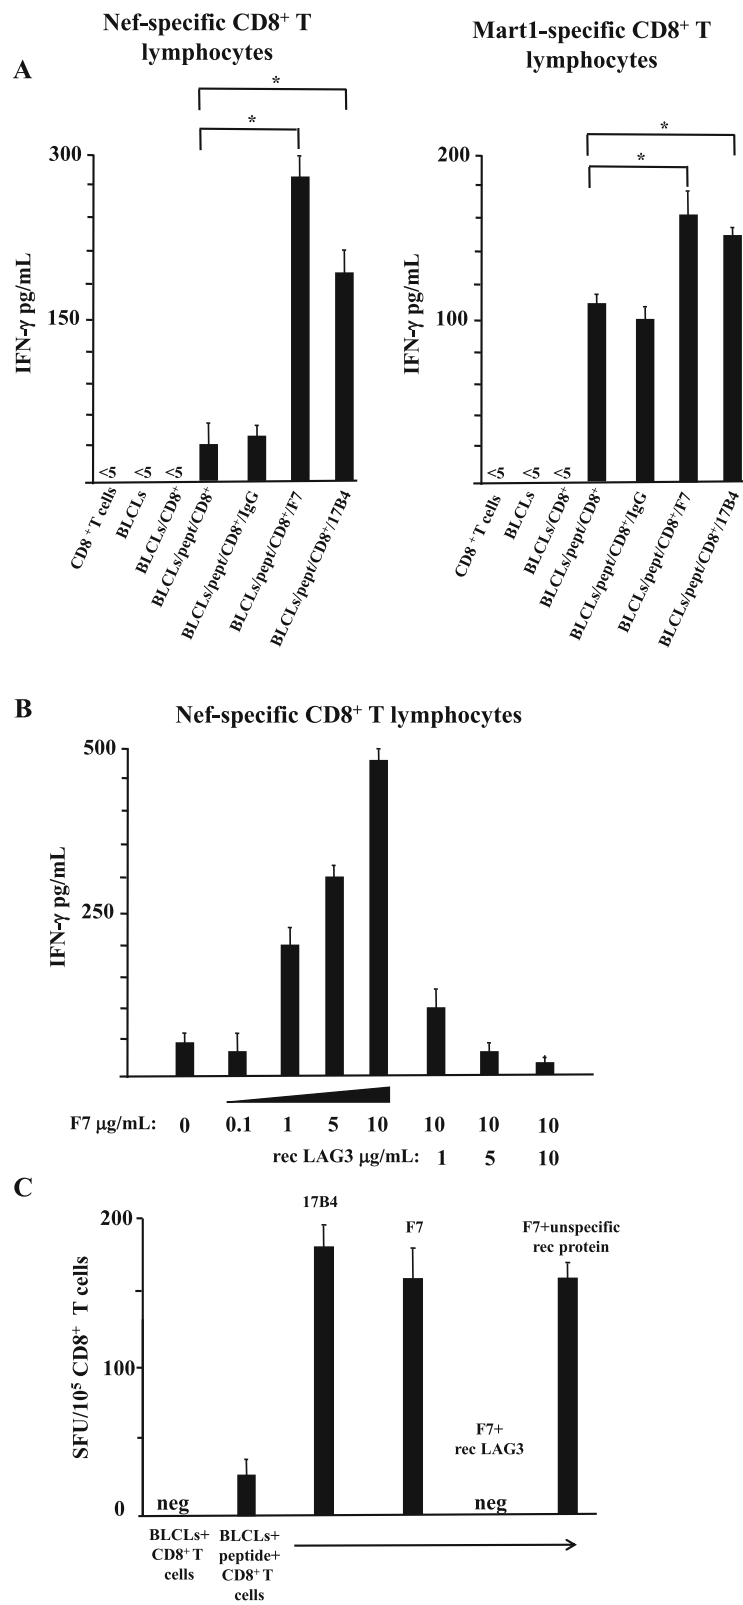 Nef-specific CD8+ T
lymphocytes
Mart1-specific CD8+ T
lymphocytes
A
*
*
*
*
300
150
IFN-γ pg/mL
<5
<5
<5
CD8 +T cells
BLCLs
BLCLs/CD8+
BLCLs/pept/CD8+
BLCLs/pept/CD8+/IgG
BLCLs/pept/CD8+/F7
BLCLs/pept/CD8+/17B4
200
100
IFN-γ pg/mL
<5
<5
<5
CD8 +T cells
BLCLs
BLCLs/CD8+
BLCLs/pept/CD8+
BLCLs/pept/CD8+/IgG
BLCLs/pept/CD8+/F7
BLCLs/pept/CD8+/17B4
B
Nef-specific CD8+ T lymphocytes
500
250
IFN-γ pg/mL
F7 μg/mL: 0 0.1 1 5 10 10 10 10
rec LAG3 μg/mL: 1 5 10
C
17B4
F7
F7+unspecific
rec protein
200
100
0
SFU/10⁵ CD8+ T cells
F7+
rec LAG3
neg
neg
BLCLs+
CD8+ T
cells
BLCLs+
peptide+
CD8+ T
cells